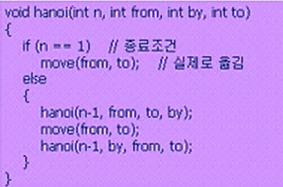 void hanoi(int n, int from, int by, int to)
{
if (n == 1) // 종료조건
move(from, to); // 실제로 옮김
else
{
hanoi(n-1, from, to, by);
move(from, to);
hanoi(n-1, by, from, to);
}
}